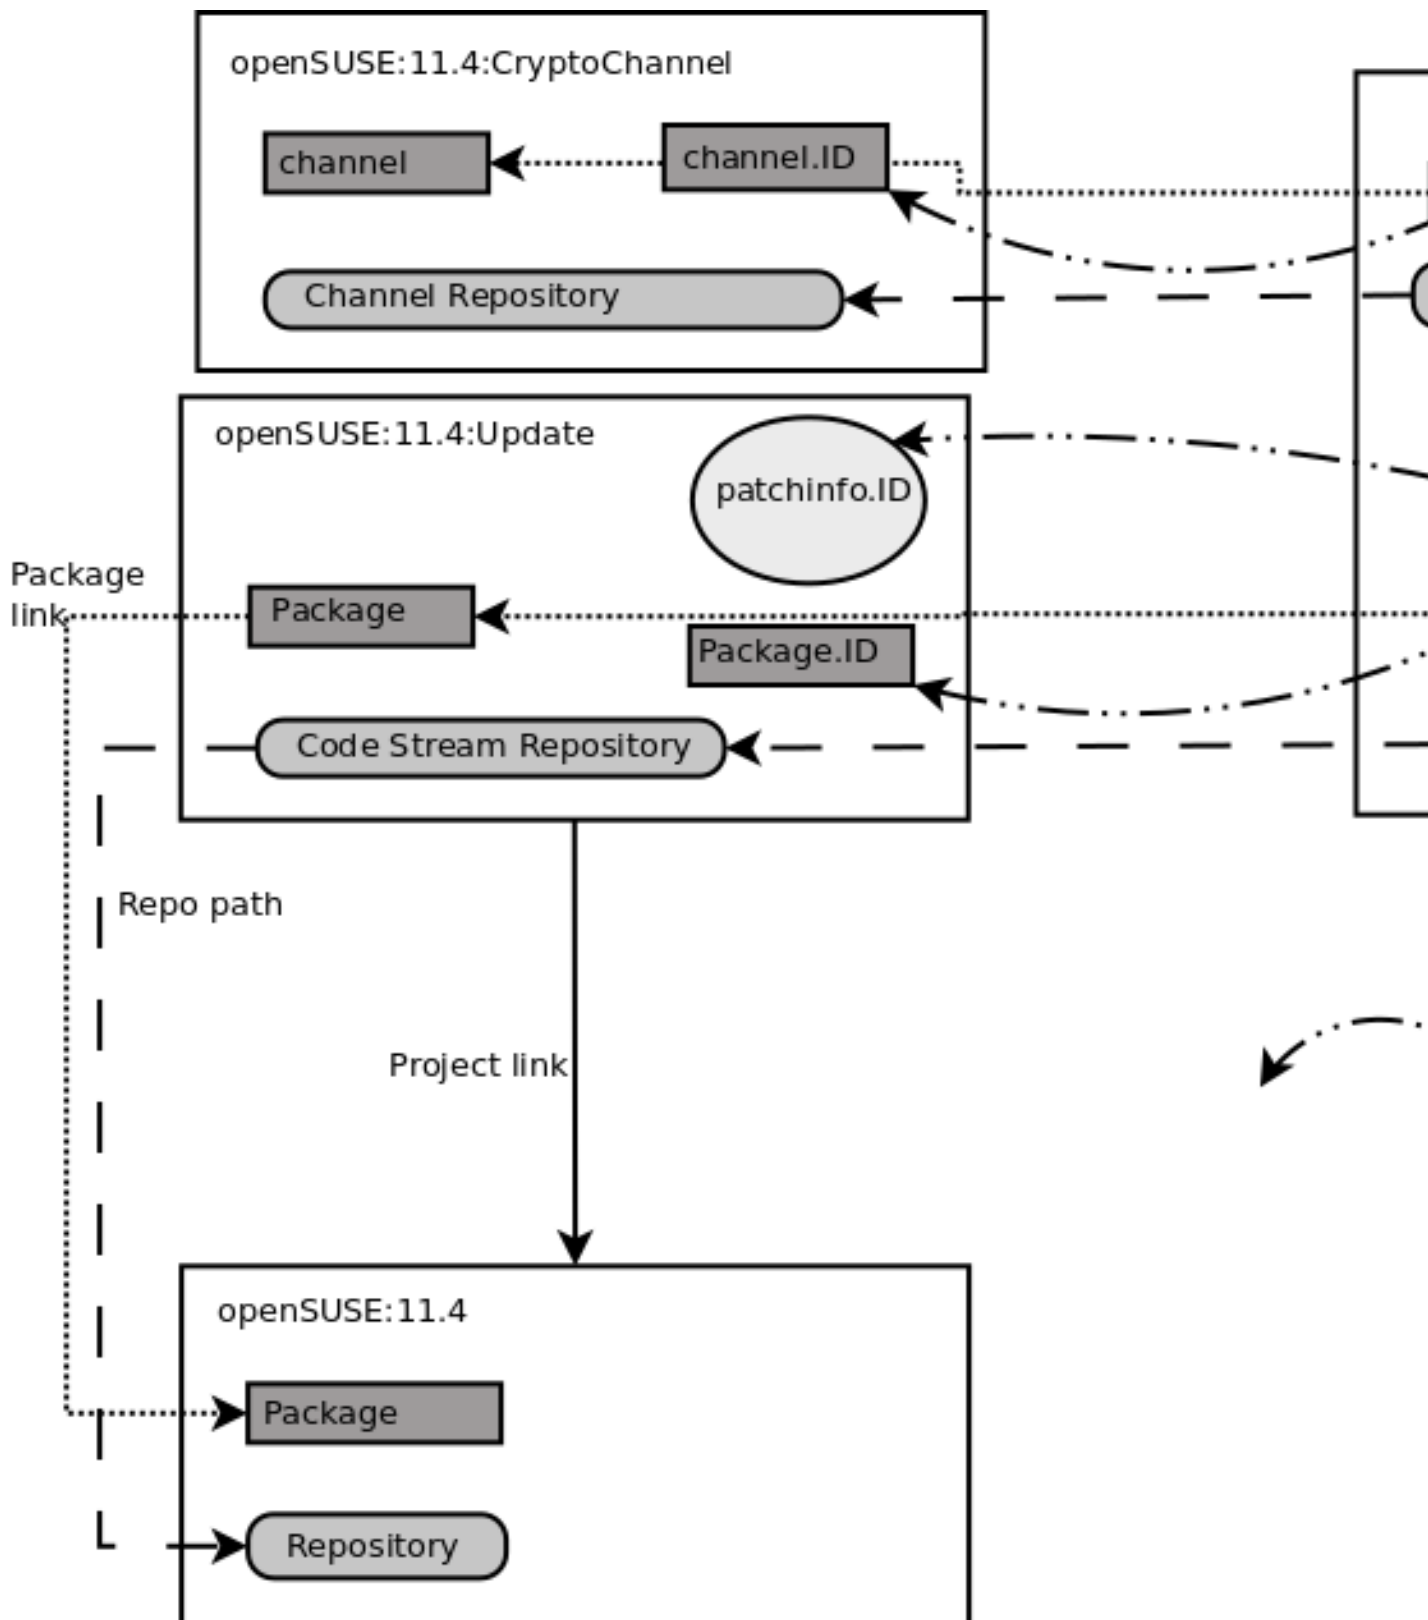 openSUSE:11.4:CryptoChannel
channel
channel.ID
Channel Repository
openSUSE:11.4:Update
patchinfo.ID
Package
link
Package
Package.ID
Code Stream Repository
Repo path
Project link
openSUSE:11.4
Package
Repository